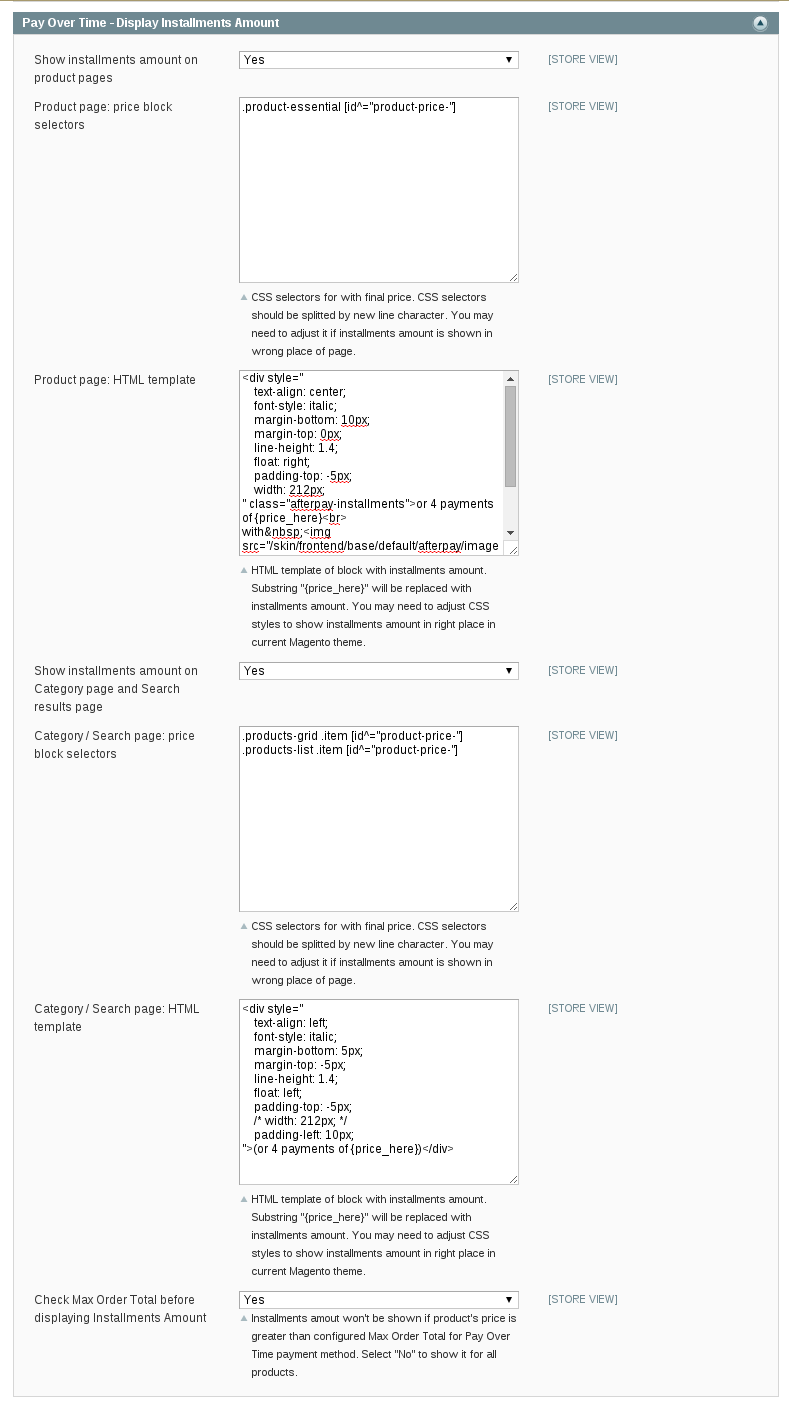 Pay Over Time - Display Installments Amount
Show installments amount on
product pages
Yes
[STORE VIEW]
Product page: price block
selectors
.product-essential [id^="product-price-"]
[STORE VIEW]
CSS selectors for with final price. CSS selectors
should be splitted by new line character. You may
need to adjust it if installments amount is shown in
wrong place of page.
Product page: HTML template
<div style="
text-align: center;
font-style: italic;
margin-bottom: 10px;
margin-top: 0px;
line-height: 1.4;
float: right;
padding-top: -5px;
width: 212px;
" class="afterpay-installments">or 4 payments
of {price_here}<br>
with&nbsp;<img
src="/skin/frontend/base/default/afterpay/image
[STORE VIEW]
HTML template of block with installments amount.
Substring "{price_here}" will be replaced with
installments amount. You may need to adjust CSS
styles to show installments amount in right place in
current Magento theme.
Show installments amount on
Category page and Search
results page
Yes
[STORE VIEW]
Category / Search page: price
block selectors
.products-grid .item [id^="product-price-"]
.products-list .item [id^="product-price-"]
[STORE VIEW]
CSS selectors for with final price. CSS selectors
should be splitted by new line character. You may
need to adjust it if installments amount is shown in
wrong place of page.
Category / Search page: HTML
template
<div style="
text-align: left;
font-style: italic;
margin-bottom: 5px;
margin-top: -5px;
line-height: 1.4;
float: left;
padding-top: -5px;
/* width: 212px; */
padding-left: 10px;
">(or 4 payments of {price_here})</div>
[STORE VIEW]
HTML template of block with installments amount.
Substring "{price_here}" will be replaced with
installments amount. You may need to adjust CSS
styles to show installments amount in right place in
current Magento theme.
Check Max Order Total before
displaying Installments Amount
Yes
[STORE VIEW]
Installments amout won't be shown if product's price is
greater than configured Max Order Total for Pay Over
Time payment method. Select "No" to show it for all
products.